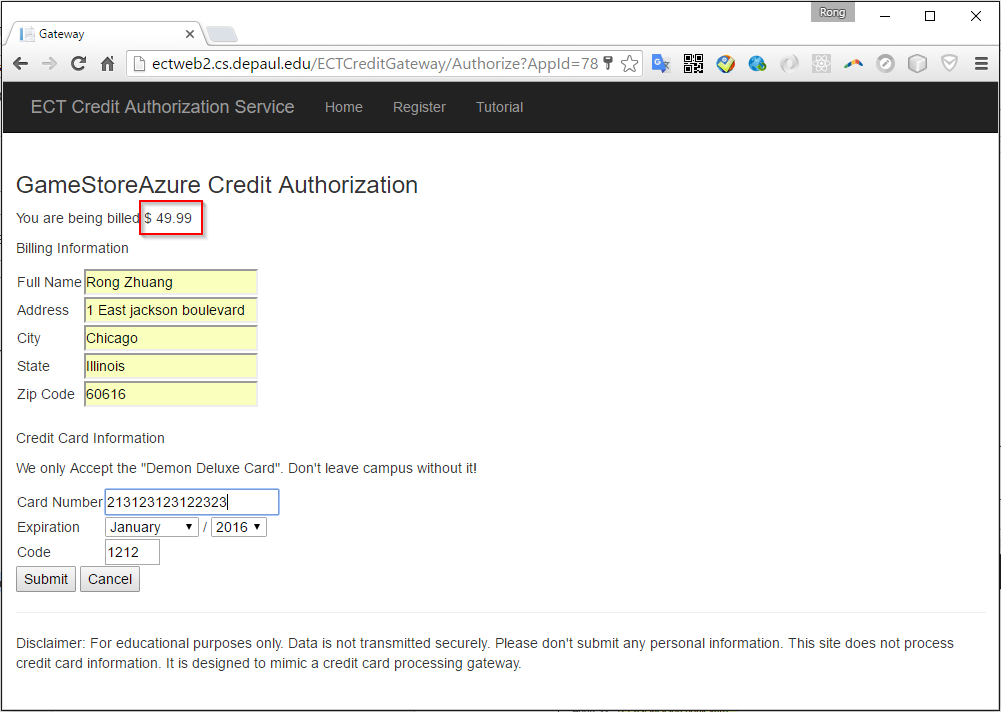 Rong
Gateway
ectweb2.cs.depaul.edu/ECTCreditGateway/Authorize?AppId=78
ECT Credit Authorization Service Home Register Tutorial
GameStoreAzure Credit Authorization
You are being billed $ 49.99
Billing Information
Full Name Rong Zhuang
Address 1 East jackson boulevard
City Chicago
State Illinois
Zip Code 60616
Credit Card Information
We only Accept the "Demon Deluxe Card". Don't leave campus without it!
Card Number 213123123122323
Expiration January / 2016
Code 1212
Submit Cancel
Disclaimer: For educational purposes only. Data is not transmitted securely. Please don't submit any personal information. This site does not process
credit card information. It is designed to mimic a credit card processing gateway.